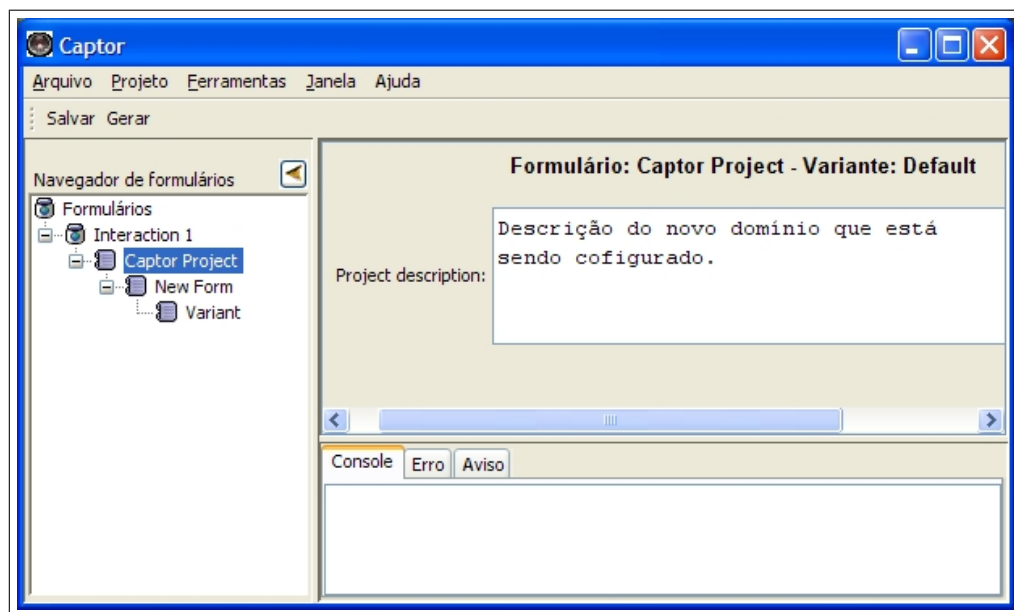 Captor
Arquivo Projeto Ferramentas Janela Ajuda
Salvar Gerar
Navegador de formulários
Formulários
Interaction 1
Captor Project
New Form
Variant
Formulário: Captor Project - Variante: Default
Project description:
Descrição do novo domínio que está
sendo cofigurado.
Console Erro Aviso